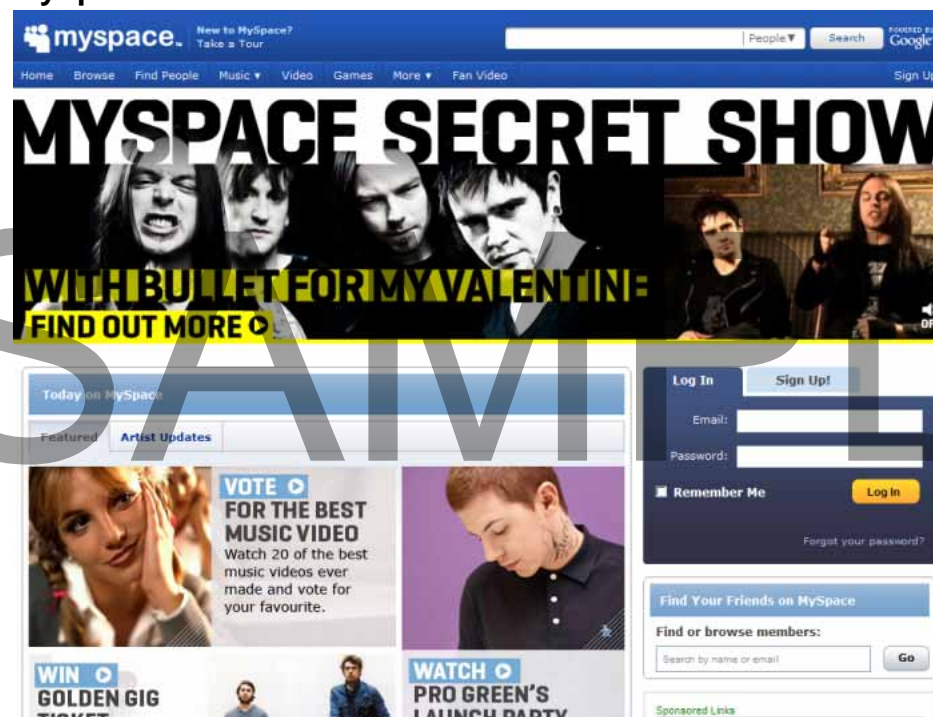 myspace.
New to MySpace?
Take a Tour
People▼
Search
POWERED BY
Google
Home Browse Find People Music ▼ Video Games More ▼ Fan Video
Sign Up
MYSPACE SECRET SHOW
WITH BULLET FOR MY VALENTINE
FIND OUT MORE
SAMPL
Today on MySpace
Featured Artist Updates
VOTE
FOR THE BEST
MUSIC VIDEO
Watch 20 of the best
music videos ever
made and vote for
your favourite.
WIN
GOLDEN GIG
TICKET
WATCH
PRO GREEN'S
LAUNCH PARTY
Log In Sign Up!
Email:
Password:
Remember Me
Log In
Forgot your password?
Find Your Friends on MySpace
Find or browse members:
Search by name or email
Go
Sponsored Links